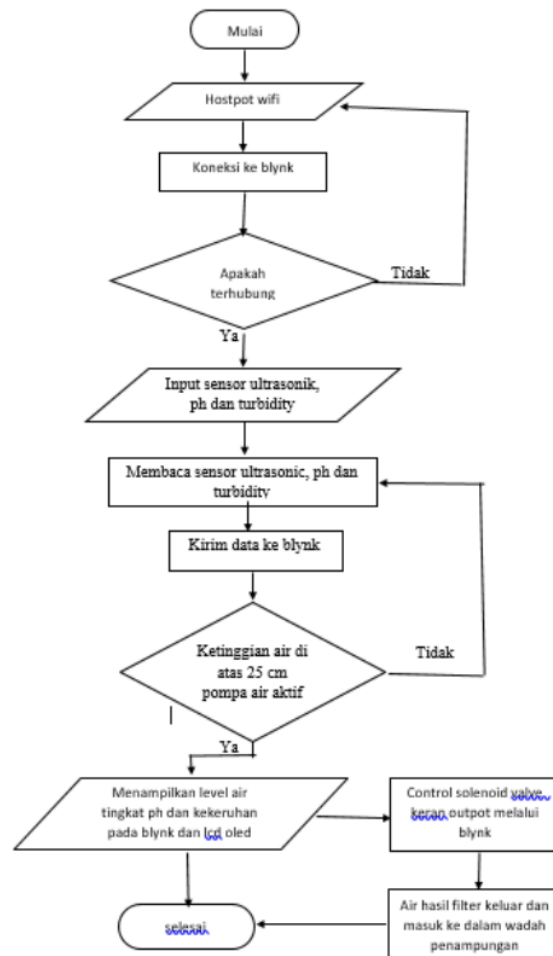 Mulai
Hostpot wifi
Koneksi ke blynk
Apakah
terhubung
Tidak
Ya
Input sensor ultrasonik,
ph dan turbidity
Membaca sensor ultrasonic, ph dan
turbidity
Kirim data ke blynk
Ketinggian air di
atas 25 cm
pompa air aktif
Tidak
Ya
Menampilkan level air
tingkat ph dan kekeruhan
pada blynk dan lcd oled
Control solenoid valve
keran outpot melalui
blynk
Air hasil filter keluar dan
masuk ke dalam wadah
penampungan
selesai